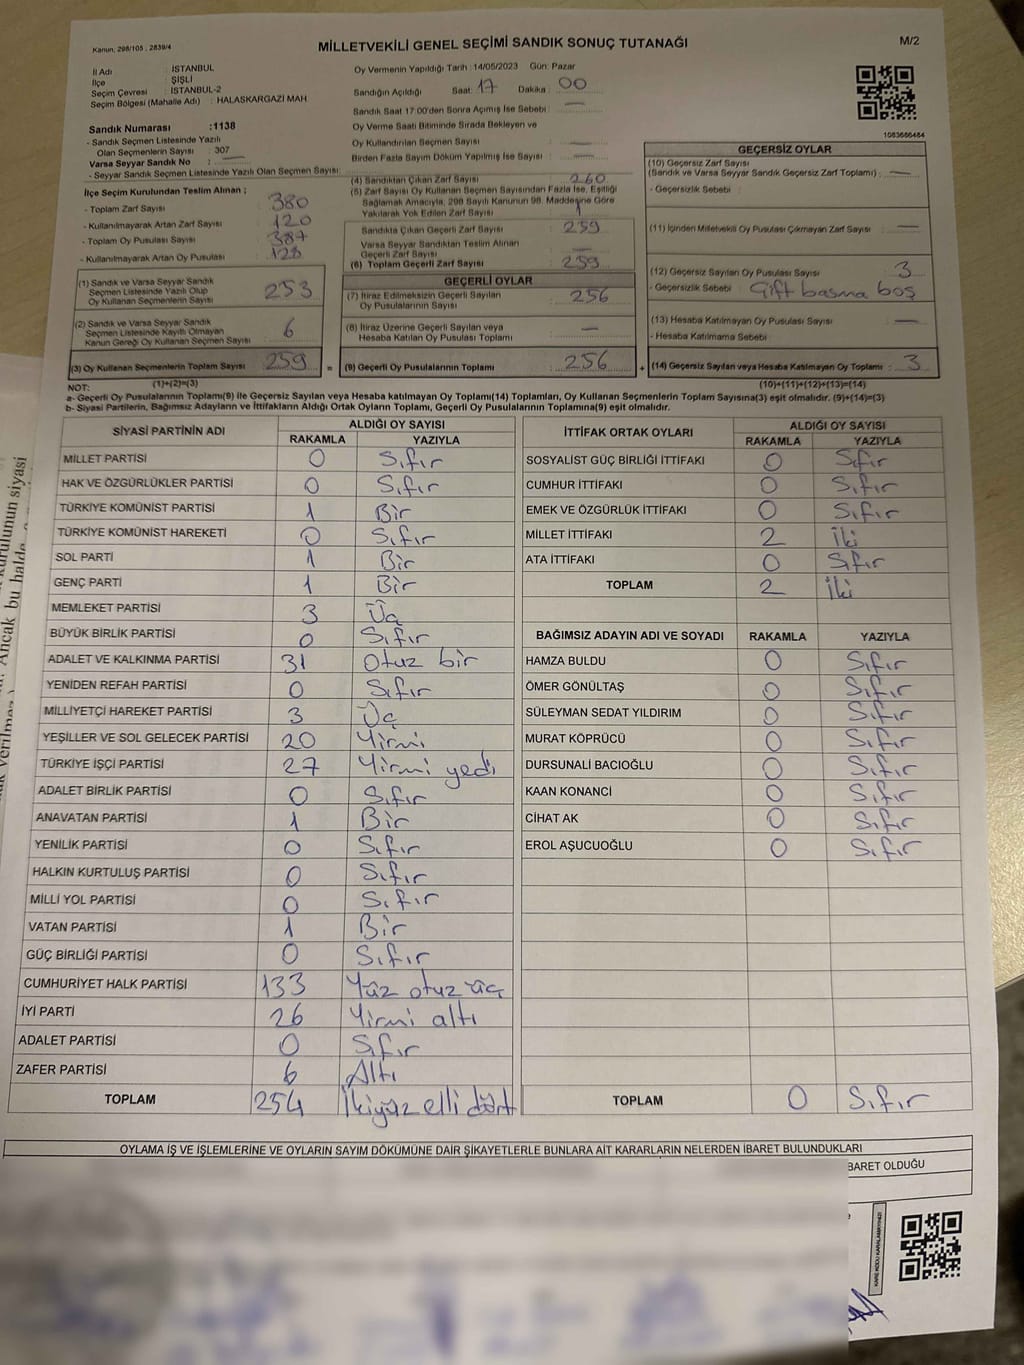 Kanun, 298/105 , 2839/4
MİLLETVEKİLİ GENEL SEÇİMİ SANDIK SONUÇ TUTANAĞI
M/2
İl Adı : İSTANBUL
İlçe : ŞİŞLİ
Seçim Çevresi : İSTANBUL-2
Seçim Bölgesi (Mahalle Adı) : HALASKARGAZİ MAH
Sandık Numarası :1138
- Sandık Seçmen Listesinde Yazılı
Olan Seçmenlerin Sayısı : 307
Varsa Seyyar Sandık No : —
- Seyyar Sandık Seçmen Listesinde Yazılı Olan Seçmen Sayısı:
İlçe Seçim Kurulundan Teslim Alınan ;
- Toplam Zarf Sayısı : 380
- Kullanılmayarak Artan Zarf Sayısı : 120
- Toplam Oy Pusulası Sayısı : 387
- Kullanılmayarak Artan Oy Pusulası : 128
(1) Sandık ve Varsa Seyyar Sandık
Seçmen Listesinde Yazılı Olup
Oy Kullanan Seçmenlerin Sayısı : 253
(2) Sandık ve Varsa Seyyar Sandık
Seçmen Listesinde Kayıtlı Olmayan
Kanun Gereği Oy Kullanan Seçmen Sayısı : 6
(3) Oy Kullanan Seçmenlerin Toplam Sayısı : 259 =
Oy Vermenin Yapıldığı Tarih :14/05/2023 Gün: Pazar
Sandığın Açıldığı Saat: 17 Dakika : 00
Sandık Saat 17:00'den Sonra Açımış İse Sebebi : —
Oy Verme Saati Bitiminde Sırada Bekleyen ve
Oy Kullandırılan Seçmen Sayısı : —
Birden Fazla Sayım Döküm Yapılmış İse Sayısı : —
(4) Sandıktan Çıkan Zarf Sayısı : 260
(5) Zarf Sayısı Oy Kullanan Seçmen Sayısından Fazla İse, Eşitliği
Sağlamak Amacıyla, 298 Sayılı Kanunun 98. Maddesine Göre
Yakılarak Yok Edilen Zarf Sayısı : 1
Sandıkta Çıkan Geçerli Zarf Sayısı : 259
Varsa Seyyar Sandıktan Teslim Alınan
Geçerli Zarf Sayısı : —
(6) Toplam Geçerli Zarf Sayısı : 259
GEÇERLİ OYLAR
(7) İtiraz Edilmeksizin Geçerli Sayılan
Oy Pusulalarının Sayısı : 256
(8) İtiraz Üzerine Geçerli Sayılan veya
Hesaba Katılan Oy Pusulası Toplamı : —
(9) Geçerli Oy Pusulalarının Toplamı : 256 +
1083686484
GEÇERSİZ OYLAR
(10) Geçersiz Zarf Sayısı
(Sandık ve Varsa Seyyar Sandık Geçersiz Zarf Toplamı) : —
- Geçersizlik Sebebi :
(11) İçinden Milletvekili Oy Pusulası Çıkmayan Zarf Sayısı : —
(12) Geçersiz Sayılan Oy Pusulası Sayısı : 3
- Geçersizlik Sebebi : Çift basma boş
(13) Hesaba Katılmayan Oy Pusulası Sayısı : —
- Hesaba Katılmama Sebebi :
(14) Geçersiz Sayılan veya Hesaba Katılmayan Oy Toplamı : 3
NOT: (1)+(2)=(3) (10)+(11)+(12)+(13)=(14)
a- Geçerli Oy Pusulalarının Toplamı(9) İle Geçersiz Sayılan veya Hesaba katılmayan Oy Toplamı(14) Toplamları, Oy Kullanan Seçmenlerin Toplam Sayısına(3) eşit olmalıdır. (9)+(14)=(3)
b- Siyasi Partilerin, Bağımsız Adayların ve İttifakların Aldığı Ortak Oyların Toplamı, Geçerli Oy Pusulalarının Toplamına(9) eşit olmalıdır.
SİYASİ PARTİNİN ADI ALDIĞI OY SAYISI
RAKAMLA YAZIYLA
MİLLET PARTİSİ 0 Sıfır
HAK VE ÖZGÜRLÜKLER PARTİSİ 0 Sıfır
TÜRKİYE KOMÜNİST PARTİSİ 1 Bir
TÜRKİYE KOMÜNİST HAREKETİ 0 Sıfır
SOL PARTİ 1 Bir
GENÇ PARTİ 1 Bir
MEMLEKET PARTİSİ 3 Üç
BÜYÜK BİRLİK PARTİSİ 0 Sıfır
ADALET VE KALKINMA PARTİSİ 31 Otuz bir
YENİDEN REFAH PARTİSİ 0 Sıfır
MİLLİYETÇİ HAREKET PARTİSİ 3 Üç
YEŞİLLER VE SOL GELECEK PARTİSİ 20 Yirmi
TÜRKİYE İŞÇİ PARTİSİ 27 Yirmi yedi
ADALET BİRLİK PARTİSİ 0 Sıfır
ANAVATAN PARTİSİ 1 Bir
YENİLİK PARTİSİ 0 Sıfır
HALKIN KURTULUŞ PARTİSİ 0 Sıfır
MİLLİ YOL PARTİSİ 0 Sıfır
VATAN PARTİSİ 1 Bir
GÜÇ BİRLİĞİ PARTİSİ 0 Sıfır
CUMHURİYET HALK PARTİSİ 133 Yüz otuz üç
İYİ PARTİ 26 Yirmi altı
ADALET PARTİSİ 0 Sıfır
ZAFER PARTİSİ 6 Altı
TOPLAM 254 İkiyüz elli dört
İTTİFAK ORTAK OYLARI ALDIĞI OY SAYISI
RAKAMLA YAZIYLA
SOSYALİST GÜÇ BİRLİĞİ İTTİFAKI 0 Sıfır
CUMHUR İTTİFAKI 0 Sıfır
EMEK VE ÖZGÜRLÜK İTTİFAKI 0 Sıfır
MİLLET İTTİFAKI 2 İki
ATA İTTİFAKI 0 Sıfır
TOPLAM 2 İki
BAĞIMSIZ ADAYIN ADI VE SOYADI RAKAMLA YAZIYLA
HAMZA BULDU 0 Sıfır
ÖMER GÖNÜLTAŞ 0 Sıfır
SÜLEYMAN SEDAT YILDIRIM 0 Sıfır
MURAT KÖPRÜCÜ 0 Sıfır
DURSUNALİ BACIOĞLU 0 Sıfır
KAAN KONANCİ 0 Sıfır
CİHAT AK 0 Sıfır
EROL AŞUCUOĞLU 0 Sıfır
TOPLAM 0 Sıfır
OYLAMA İŞ VE İŞLEMLERİNE VE OYLARIN SAYIM DÖKÜMÜNE DAİR ŞİKAYETLERLE BUNLARA AİT KARARLARIN NELERDEN İBARET BULUNDUKLARI
BARET OLDUĞU
kurulunun siyasi
Ancak bu halde
verilmez.)